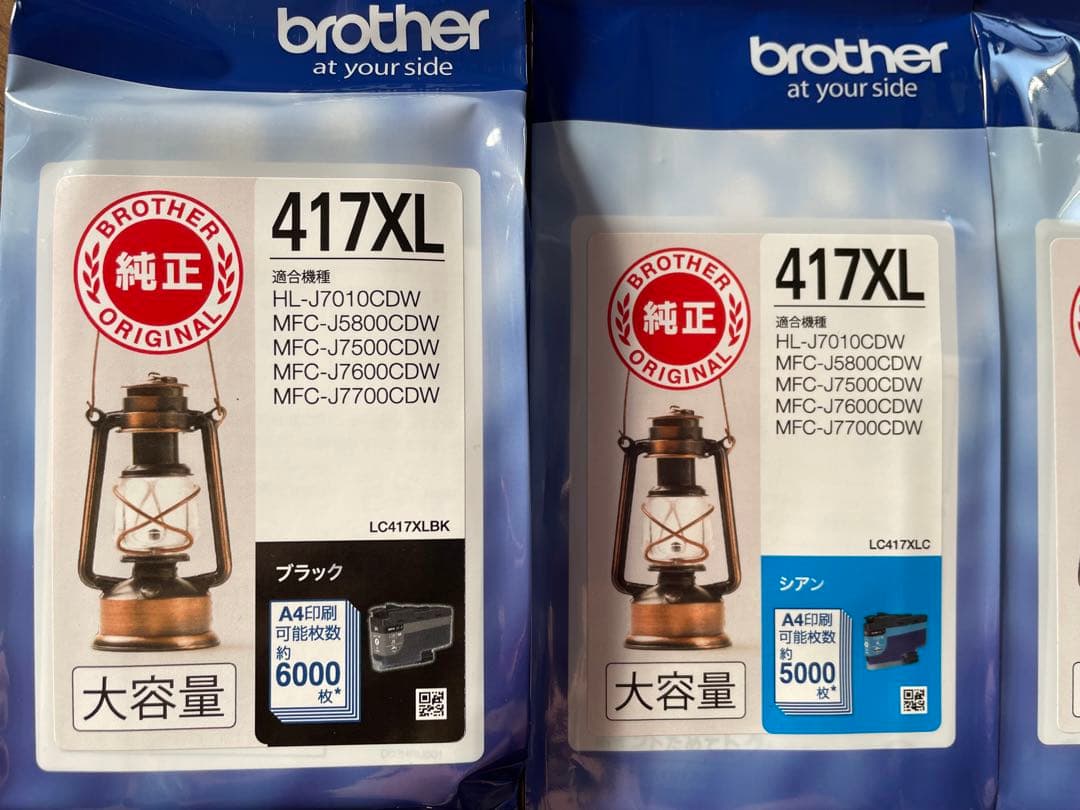 brother
at your side
BROTHER
純正
ORIGINAL
417XL
適合機種
HL-J7010CDW
MFC-J5800CDW
MFC-J7500CDW
MFC-J7600CDW
MFC-J7700CDW
LC417XLBK
ブラック
A4印刷
可能枚数
約
6000
枚*
大容量
brother
at your side
BROTHER
純正
ORIGINAL
417XL
適合機種
HL-J7010CDW
MFC-J5800CDW
MFC-J7500CDW
MFC-J7600CDW
MFC-J7700CDW
LC417XLC
シアン
A4印刷
可能枚数
約
5000
枚*
大容量